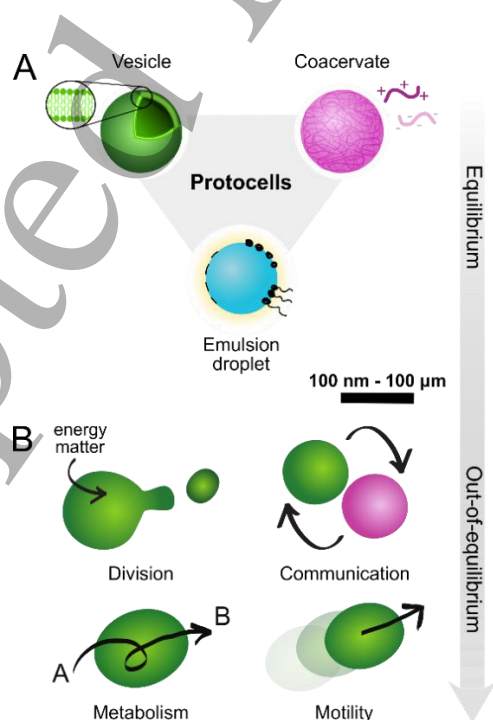 A
Vesicle
Coacervate
+ +
+
- -
-
Protocells
Equilibrium
Emulsion
droplet
100 nm - 100 µm
B
energy
matter
Out-of-equilibrium
Division
Communication
A
B
Metabolism
Motility